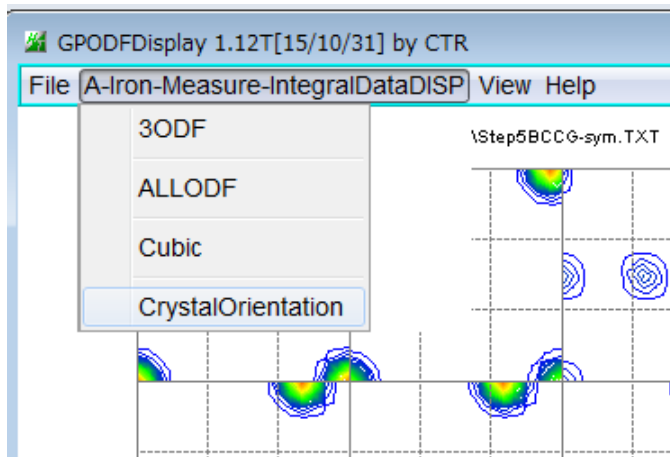 GPODFDisplay 1.12T[15/10/31] by CTR
File A-Iron-Measure-IntegralDataDISP View Help
\Step5BCCG-sym.TXT
3ODF
ALLODF
Cubic
CrystalOrientation